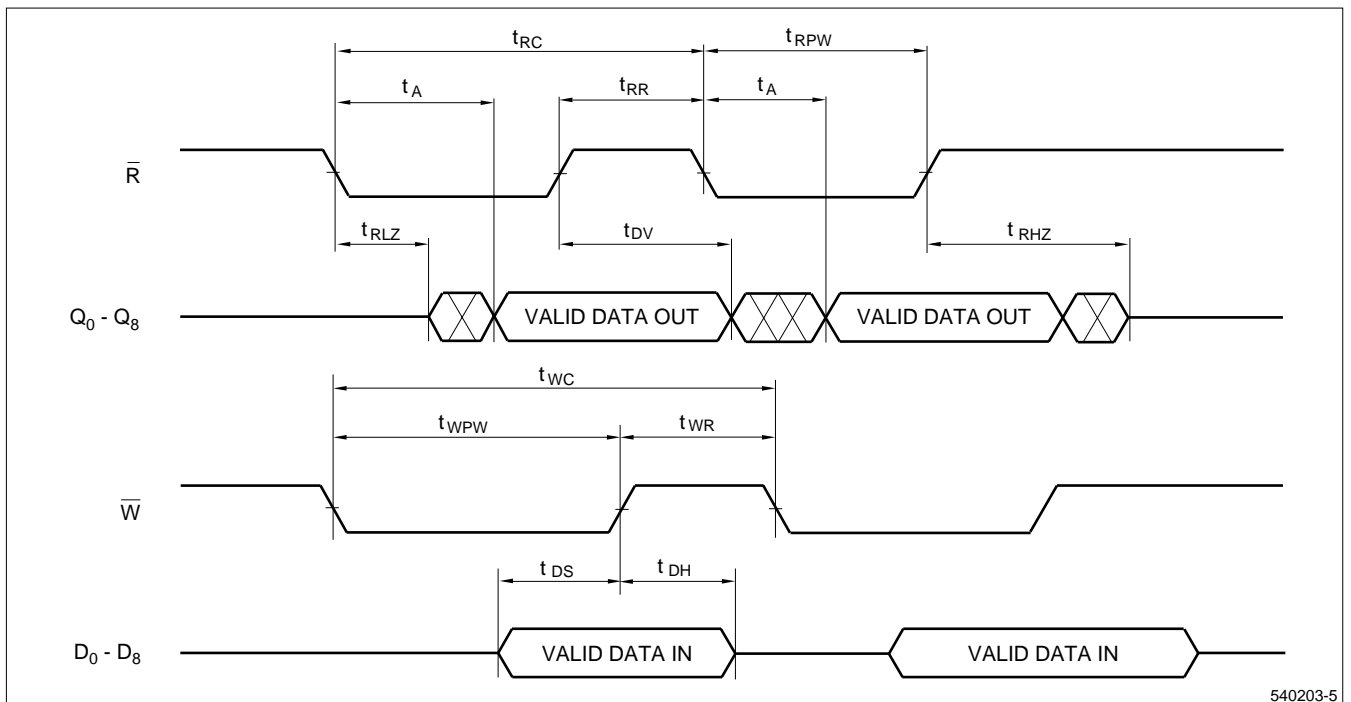 tRC
tRPW
tA
tRR
tA
R̅
tRLZ
tDV
tRHZ
Q0 - Q8
VALID DATA OUT
VALID DATA OUT
tWC
tWPW
tWR
W̅
tDS
tDH
D0 - D8
VALID DATA IN
VALID DATA IN
540203-5